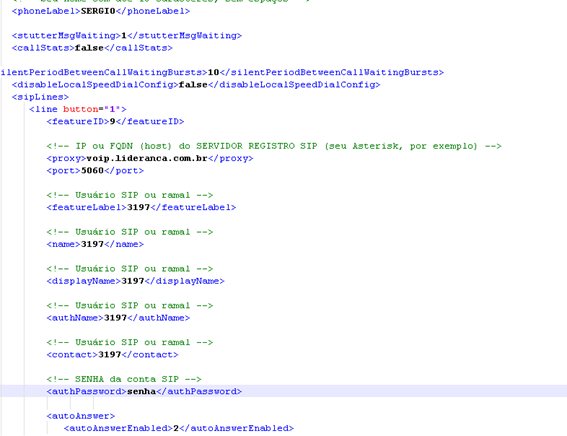 <phoneLabel>SERGIO</phoneLabel>
<stutterMsgWaiting>1</stutterMsgWaiting>
<callStats>false</callStats>
ilentPeriodBetweenCallWaitingBursts>10</silentPeriodBetweenCallWaitingBursts>
<disableLocalSpeedDialConfig>false</disableLocalSpeedDialConfig>
<sipLines>
<line button="1">
<featureID>9</featureID>
<!-- IP ou FQDN (host) do SERVIDOR REGISTRO SIP (seu Asterisk, por exemplo) -->
<proxy>voip.lideranca.com.br</proxy>
<port>5060</port>
<!-- Usuário SIP ou ramal -->
<featureLabel>3197</featureLabel>
<!-- Usuário SIP ou ramal -->
<name>3197</name>
<!-- Usuário SIP ou ramal -->
<displayName>3197</displayName>
<!-- Usuário SIP ou ramal -->
<authName>3197</authName>
<!-- Usuário SIP ou ramal -->
<contact>3197</contact>
<!-- SENHA da conta SIP -->
<authPassword>senha</authPassword>
<autoAnswer>
<autoAnswerEnabled>2</autoAnswerEnabled>